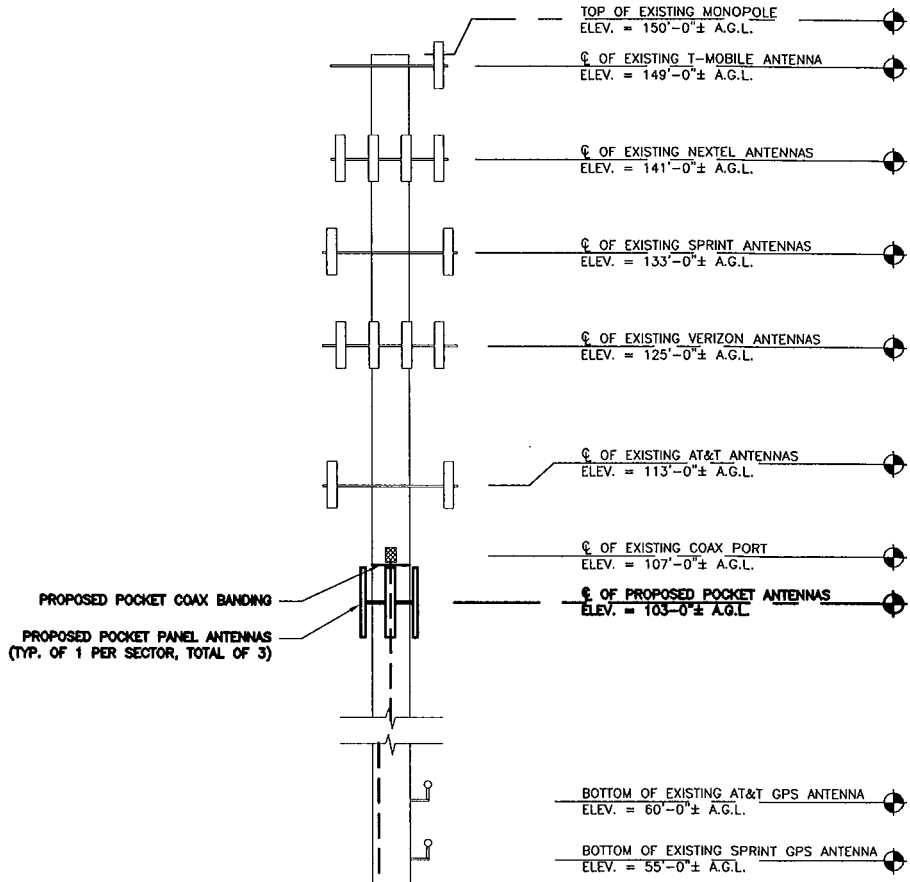 TOP OF EXISTING MONOPOLE
ELEV. = 150'-0"± A.G.L.
℄ OF EXISTING T-MOBILE ANTENNA
ELEV. = 149'-0"± A.G.L.
℄ OF EXISTING NEXTEL ANTENNAS
ELEV. = 141'-0"± A.G.L.
℄ OF EXISTING SPRINT ANTENNAS
ELEV. = 133'-0"± A.G.L.
℄ OF EXISTING VERIZON ANTENNAS
ELEV. = 125'-0"± A.G.L.
℄ OF EXISTING AT&T ANTENNAS
ELEV. = 113'-0"± A.G.L.
℄ OF EXISTING COAX PORT
ELEV. = 107'-0"± A.G.L.
PROPOSED POCKET COAX BANDING
℄ OF PROPOSED POCKET ANTENNAS
ELEV. = 103-0"± A.G.L.
PROPOSED POCKET PANEL ANTENNAS
(TYP. OF 1 PER SECTOR, TOTAL OF 3)
BOTTOM OF EXISTING AT&T GPS ANTENNA
ELEV. = 60'-0"± A.G.L.
BOTTOM OF EXISTING SPRINT GPS ANTENNA
ELEV. = 55'-0"± A.G.L.